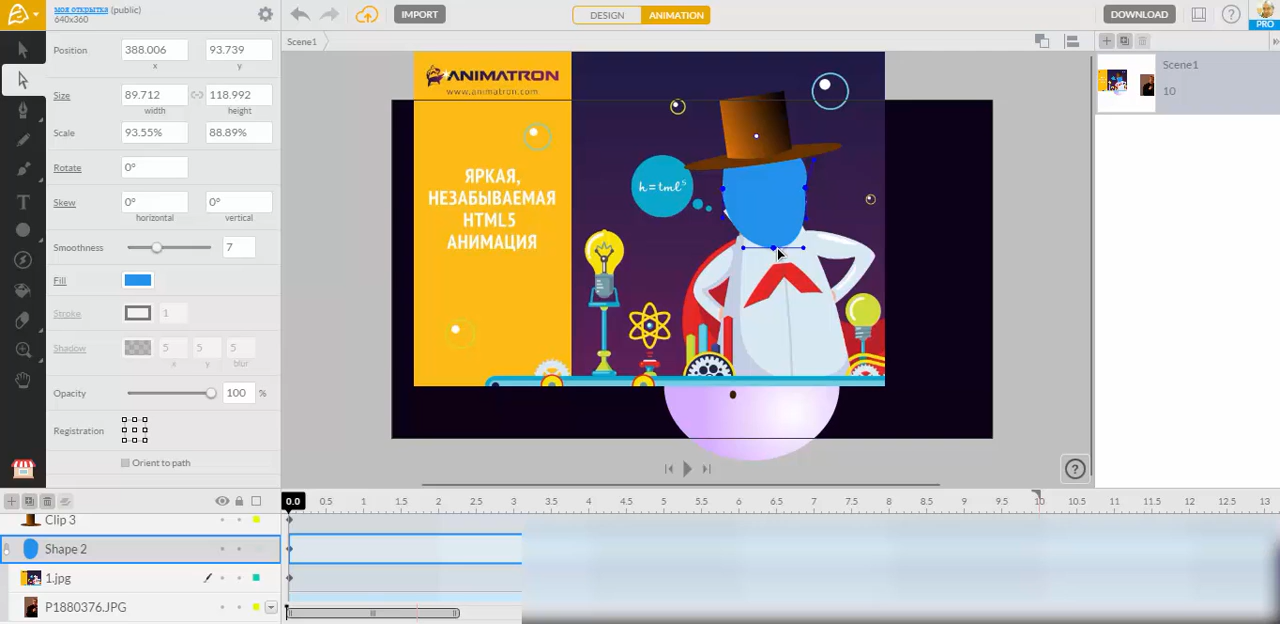 моя открытка (public)
640x360
IMPORT
DESIGN
ANIMATION
DOWNLOAD
PRO
Scene1
Scene1
10
Position
388.006
93.739
x
y
Size
89.712
118.992
width
height
Scale
93.55%
88.89%
Rotate
0°
Skew
0°
0°
horizontal
vertical
Smoothness
7
Fill
Stroke
1
Shadow
5
5
5
x
y
blur
Opacity
100
%
Registration
Orient to path
ANIMATRON
www.animatron.com
ЯРКАЯ,
НЕЗАБЫВАЕМАЯ
HTML5
АНИМАЦИЯ
h=tml5
0.0 0.5 1 1.5 2 2.5 3 3.5 4 4.5 5 5.5 6 6.5 7 7.5 8 8.5 9 9.5 10 10.5 11 11.5 12 12.5 13
Clip 3
Shape 2
1.jpg
P1880376.JPG